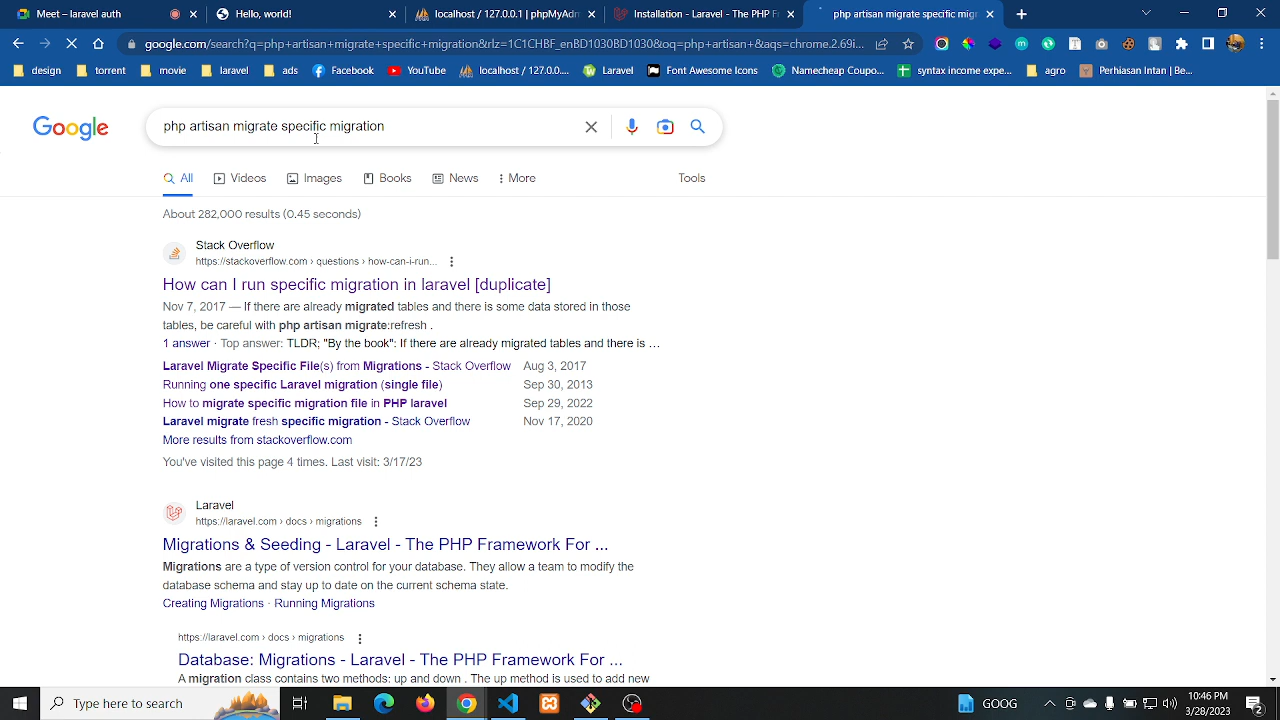 Meet – laravel auth
Hello, world!
localhost / 127.0.0.1 | phpMyAdm
Installation - Laravel - The PHP Fr
php artisan migrate specific migr
google.com/search?q=php+artisan+migrate+specific+migration&rlz=1C1CHBF_enBD1030BD1030&oq=php+artisan+&aqs=chrome.2.69i...
design
torrent
movie
laravel
ads
Facebook
YouTube
localhost / 127.0.0....
Laravel
Font Awesome Icons
Namecheap Coupo...
syntax income expe...
agro
Perhiasan Intan | Be...
Google
php artisan migrate specific migration
All
Videos
Images
Books
News
More
Tools
About 282,000 results (0.45 seconds)
Stack Overflow
https://stackoverflow.com › questions › how-can-i-run...
How can I run specific migration in laravel [duplicate]
Nov 7, 2017 — If there are already migrated tables and there is some data stored in those
tables, be careful with php artisan migrate:refresh .
1 answer · Top answer: TLDR; "By the book": If there are already migrated tables and there is ...
Laravel Migrate Specific File(s) from Migrations - Stack Overflow Aug 3, 2017
Running one specific Laravel migration (single file) Sep 30, 2013
How to migrate specific migration file in PHP laravel Sep 29, 2022
Laravel migrate fresh specific migration - Stack Overflow Nov 17, 2020
More results from stackoverflow.com
You've visited this page 4 times. Last visit: 3/17/23
Laravel
https://laravel.com › docs › migrations
Migrations & Seeding - Laravel - The PHP Framework For ...
Migrations are a type of version control for your database. They allow a team to modify the
database schema and stay up to date on the current schema state.
Creating Migrations · Running Migrations
https://laravel.com › docs › migrations
Database: Migrations - Laravel - The PHP Framework For ...
A migration class contains two methods: up and down . The up method is used to add new
Type here to search
GOOG
10:46 PM
3/28/2023
2